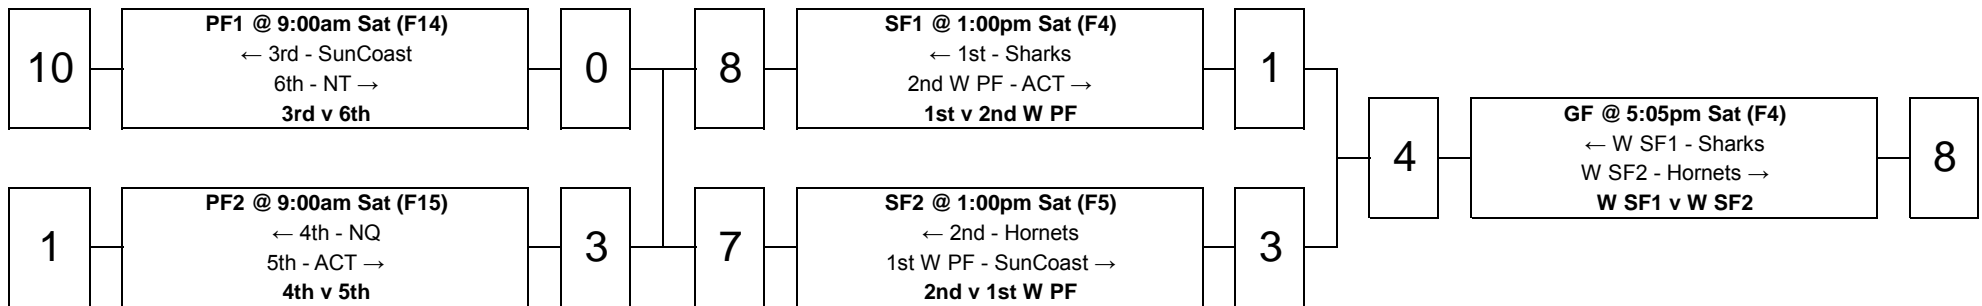 10
PF1 @ 9:00am Sat (F14)
← 3rd - SunCoast
6th - NT →
3rd v 6th
0
8
SF1 @ 1:00pm Sat (F4)
← 1st - Sharks
2nd W PF - ACT →
1st v 2nd W PF
1
1
PF2 @ 9:00am Sat (F15)
← 4th - NQ
5th - ACT →
4th v 5th
3
7
SF2 @ 1:00pm Sat (F5)
← 2nd - Hornets
1st W PF - SunCoast →
2nd v 1st W PF
3
4
GF @ 5:05pm Sat (F4)
← W SF1 - Sharks
W SF2 - Hornets →
W SF1 v W SF2
8